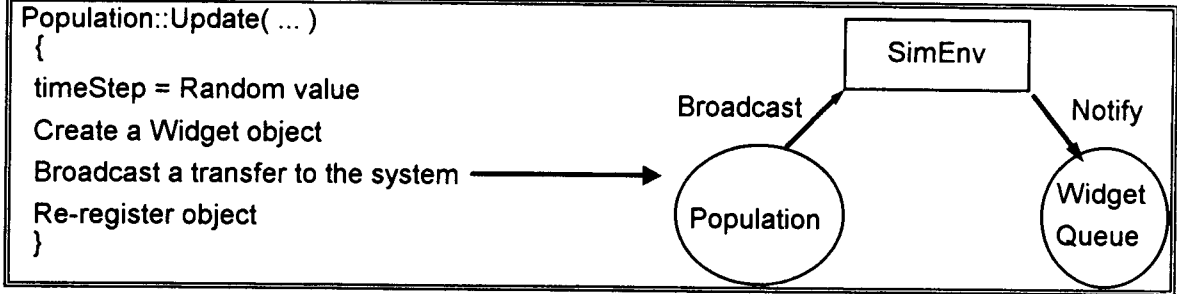 Population::Update( ... )
{
timeStep = Random value
Create a Widget object
Broadcast a transfer to the system
Re-register object
}
SimEnv
Broadcast
Notify
Population
Widget
Queue